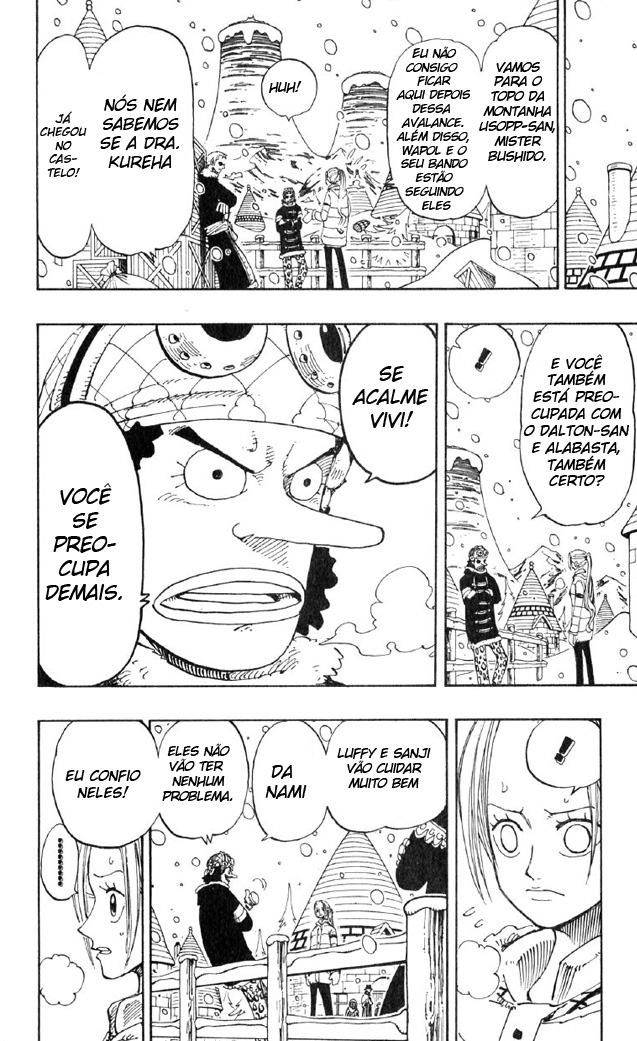 VAMOS
PARA O
TOPO DA
MONTANHA
USOPP-SAN,
MISTER
BUSHIDO.
EU NÃO
CONSIGO
FICAR
AQUI DEPOIS
DESSA
AVALANCE.
ALÉM DISSO,
WAPOL E O
SEU BANDO
ESTÃO
SEGUINDO
ELES
HUH!
NÓS NEM
SABEMOS
SE A DRA.
KUREHA
JÁ
CHEGOU
NO
CAS-
TELO!
E VOCÊ
TAMBÉM
ESTÁ PREO-
CUPADA COM
O DALTON-SAN
E ALABASTA,
TAMBÉM
CERTO?
!
SE
ACALME
VIVI!
VOCÊ
SE
PREO-
CUPA
DEMAIS.
!
LUFFY E SANJI
VÃO CUIDAR
MUITO BEM
DA
NAMI
ELES NÃO
VÃO TER
NENHUM
PROBLEMA.
EU CONFIO
NELES!